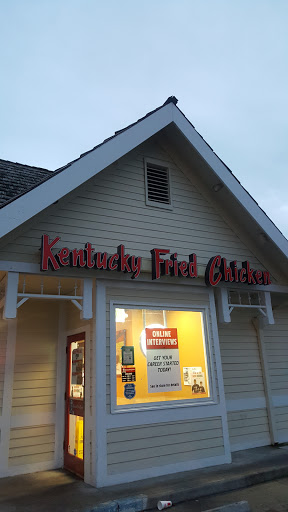 Kentucky Fried Chicken
ONLINE
INTERVIEWS
GET YOUR
CAREER STARTED
TODAY!